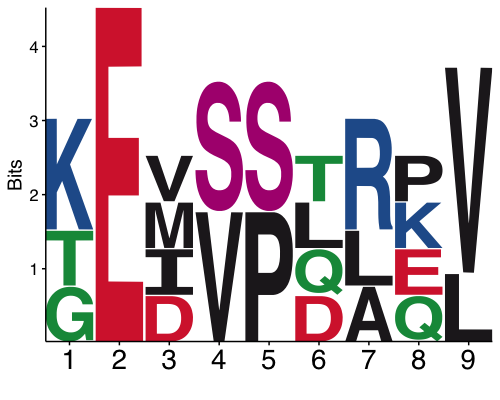 4
3
2
1
Bits
K E V S S T R P V
T M L K
G I V P Q L E L
D D A Q
1 2 3 4 5 6 7 8 9